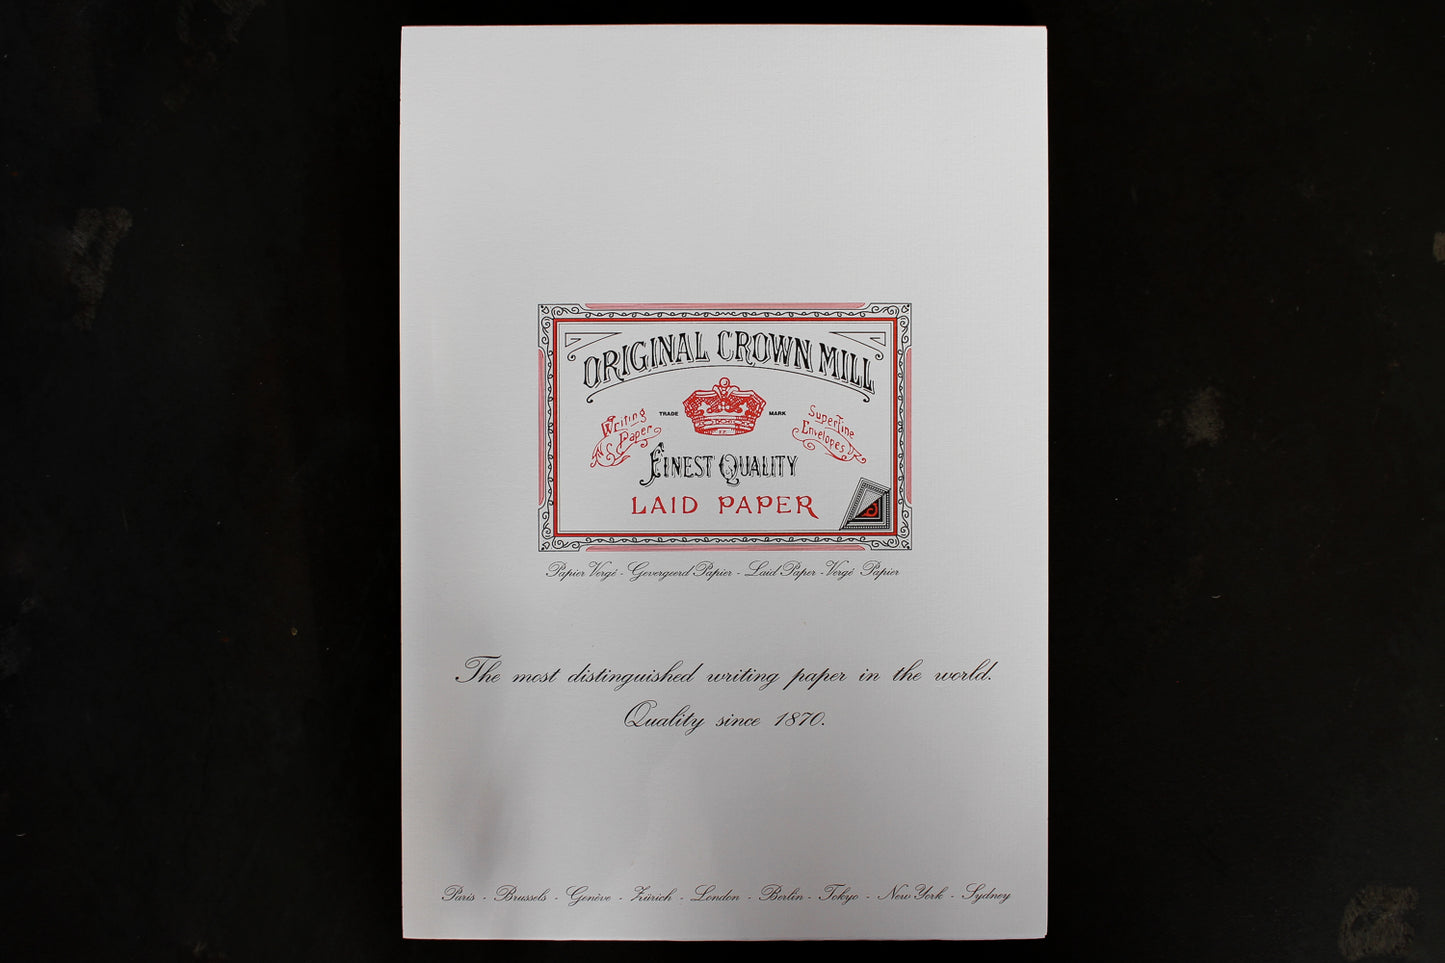 ORIGINAL CROWN MILL
TRADE MARK
Writing Paper
Superfine Envelopes
FINEST QUALITY
LAID PAPER
Papier Vergé - Gevergeerd Papier - Laid Paper - Vergé Papier
The most distinguished writing paper in the world.
Quality since 1870.
Paris - Brussels - Genève - Zürich - London - Berlin - Tokyo - New York - Sydney